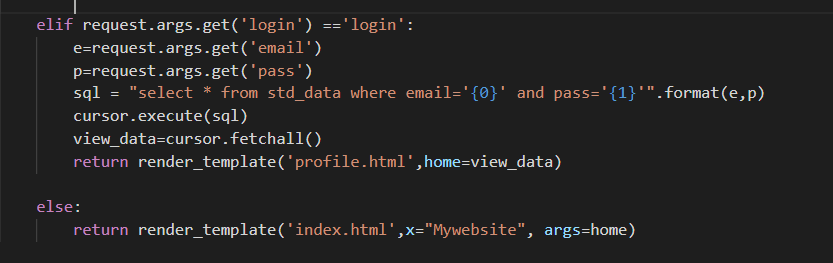 elif request.args.get('login') =='login':
e=request.args.get('email')
p=request.args.get('pass')
sql = "select * from std_data where email='{0}' and pass='{1}'".format(e,p)
cursor.execute(sql)
view_data=cursor.fetchall()
return render_template('profile.html',home=view_data)
else:
return render_template('index.html',x="Mywebsite", args=home)